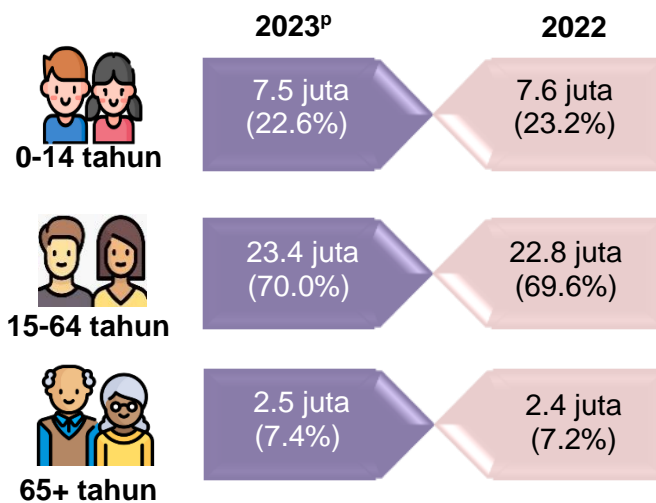 2023ᵖ
2022
0-14 tahun
7.5 juta
(22.6%)
7.6 juta
(23.2%)
15-64 tahun
23.4 juta
(70.0%)
22.8 juta
(69.6%)
65+ tahun
2.5 juta
(7.4%)
2.4 juta
(7.2%)